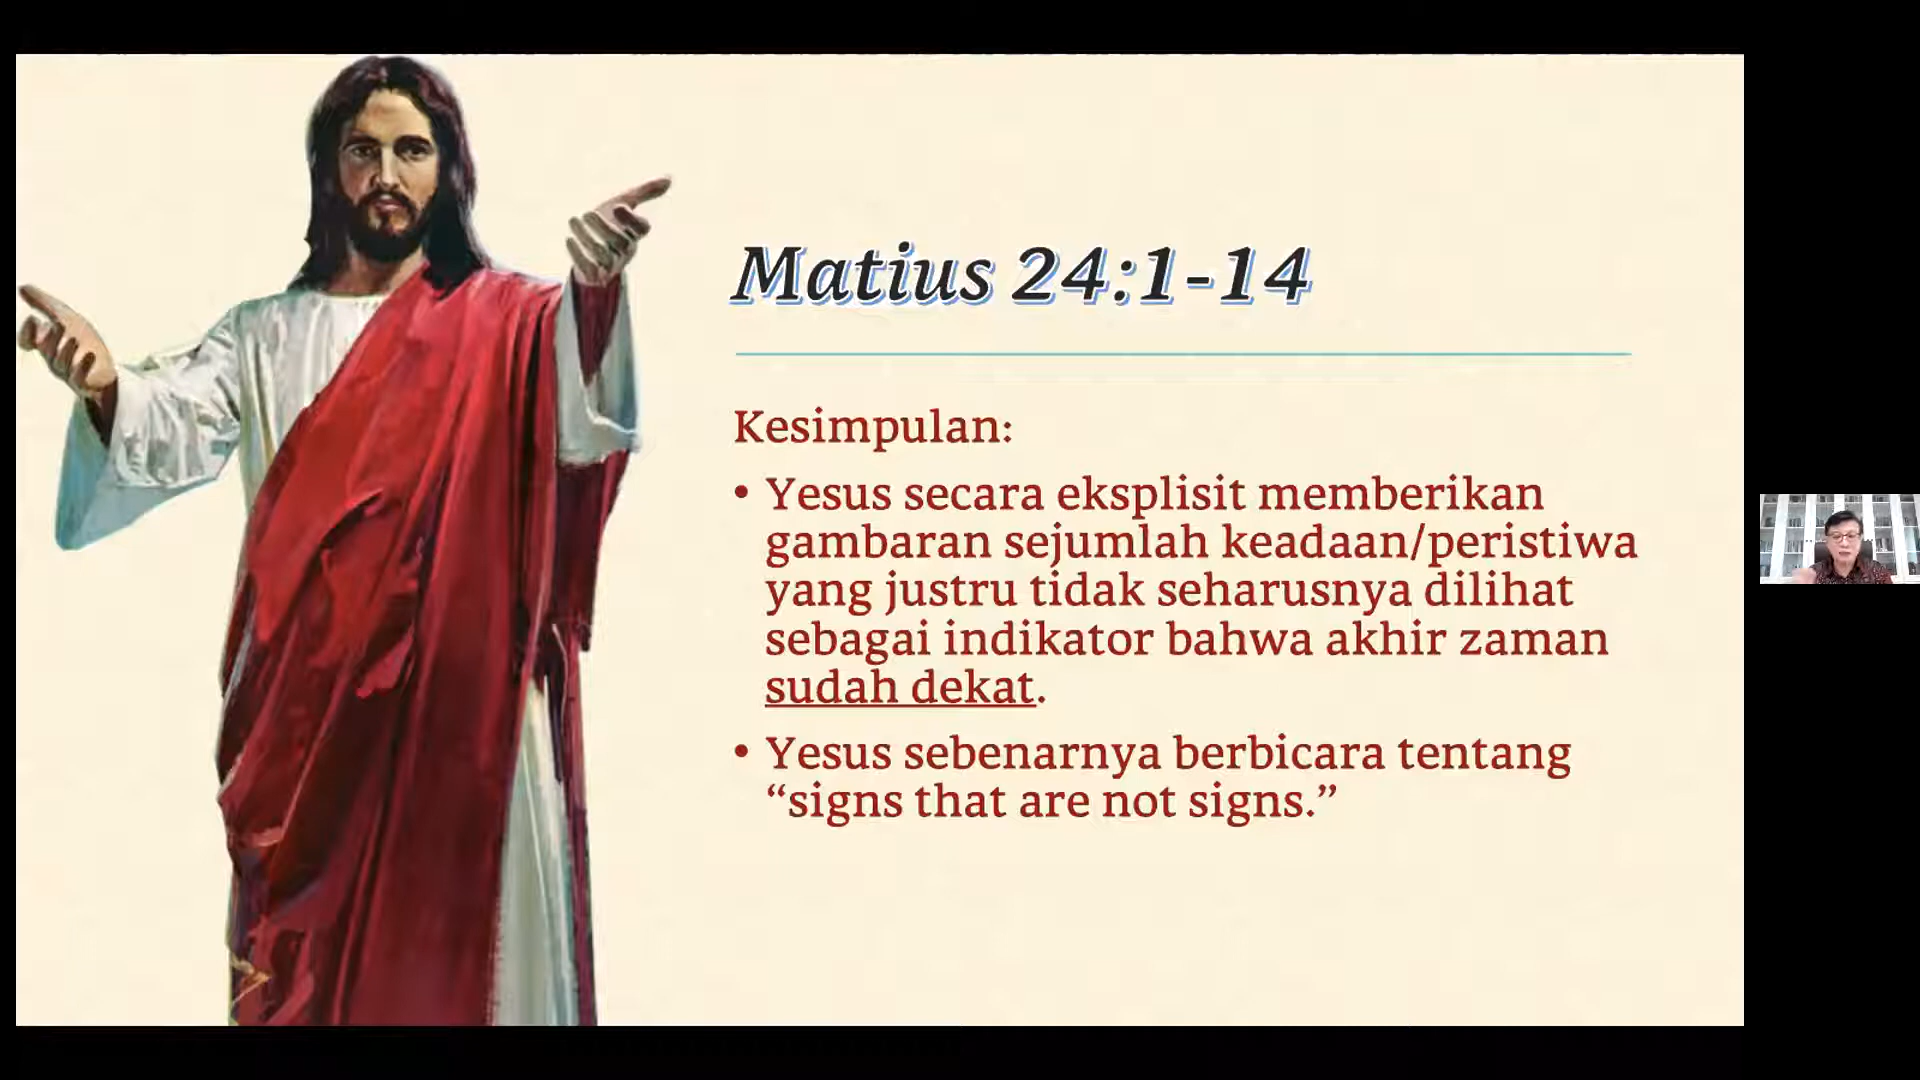 Matius 24:1-14
Kesimpulan:
• Yesus secara eksplisit memberikan
gambaran sejumlah keadaan/peristiwa
yang justru tidak seharusnya dilihat
sebagai indikator bahwa akhir zaman
sudah dekat.
• Yesus sebenarnya berbicara tentang
“signs that are not signs.”